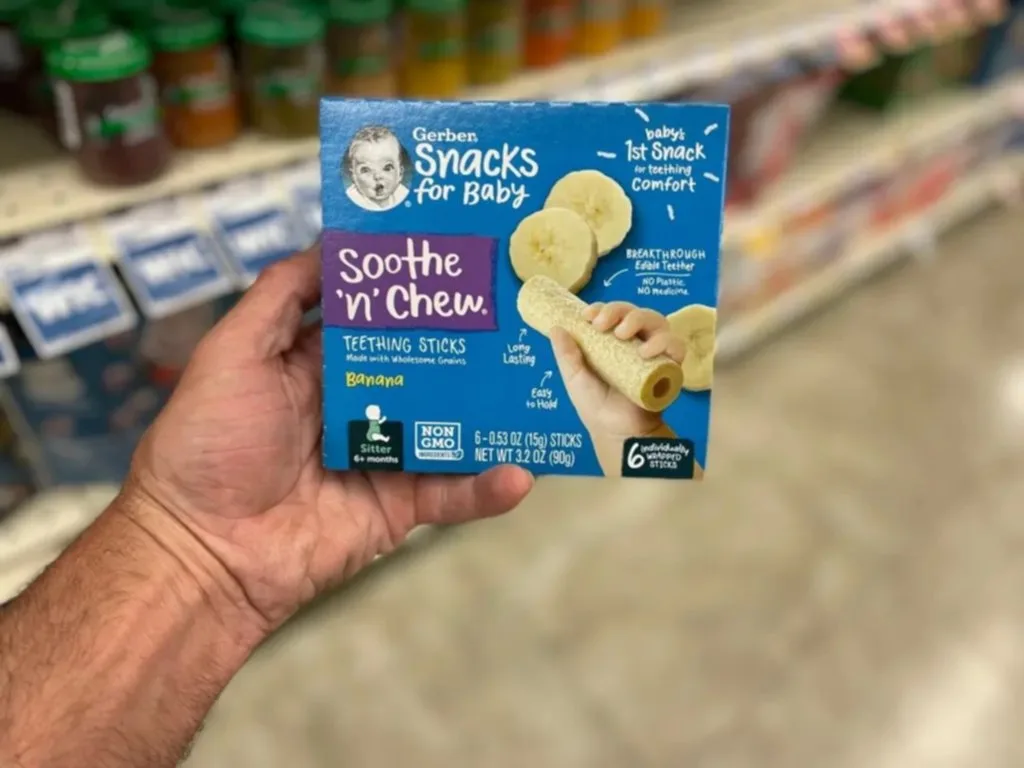 Gerber®
Snacks
for Baby
baby's
1st Snack
for teething
Comfort
Soothe
'n' Chew®
BREAKTHROUGH
Edible Teether
NO Plastic.
NO Medicine.
TEETHING STICKS
Made with Wholesome Grains
Banana
Long
Lasting
Easy
to Hold
Sitter
6+ months
NON
GMO
INGREDIENTS
6 – 0.53 OZ (15g) STICKS
NET WT 3.2 OZ (90g)
6 individually
WRAPPED
STICKS
WIC
WIC
WIC